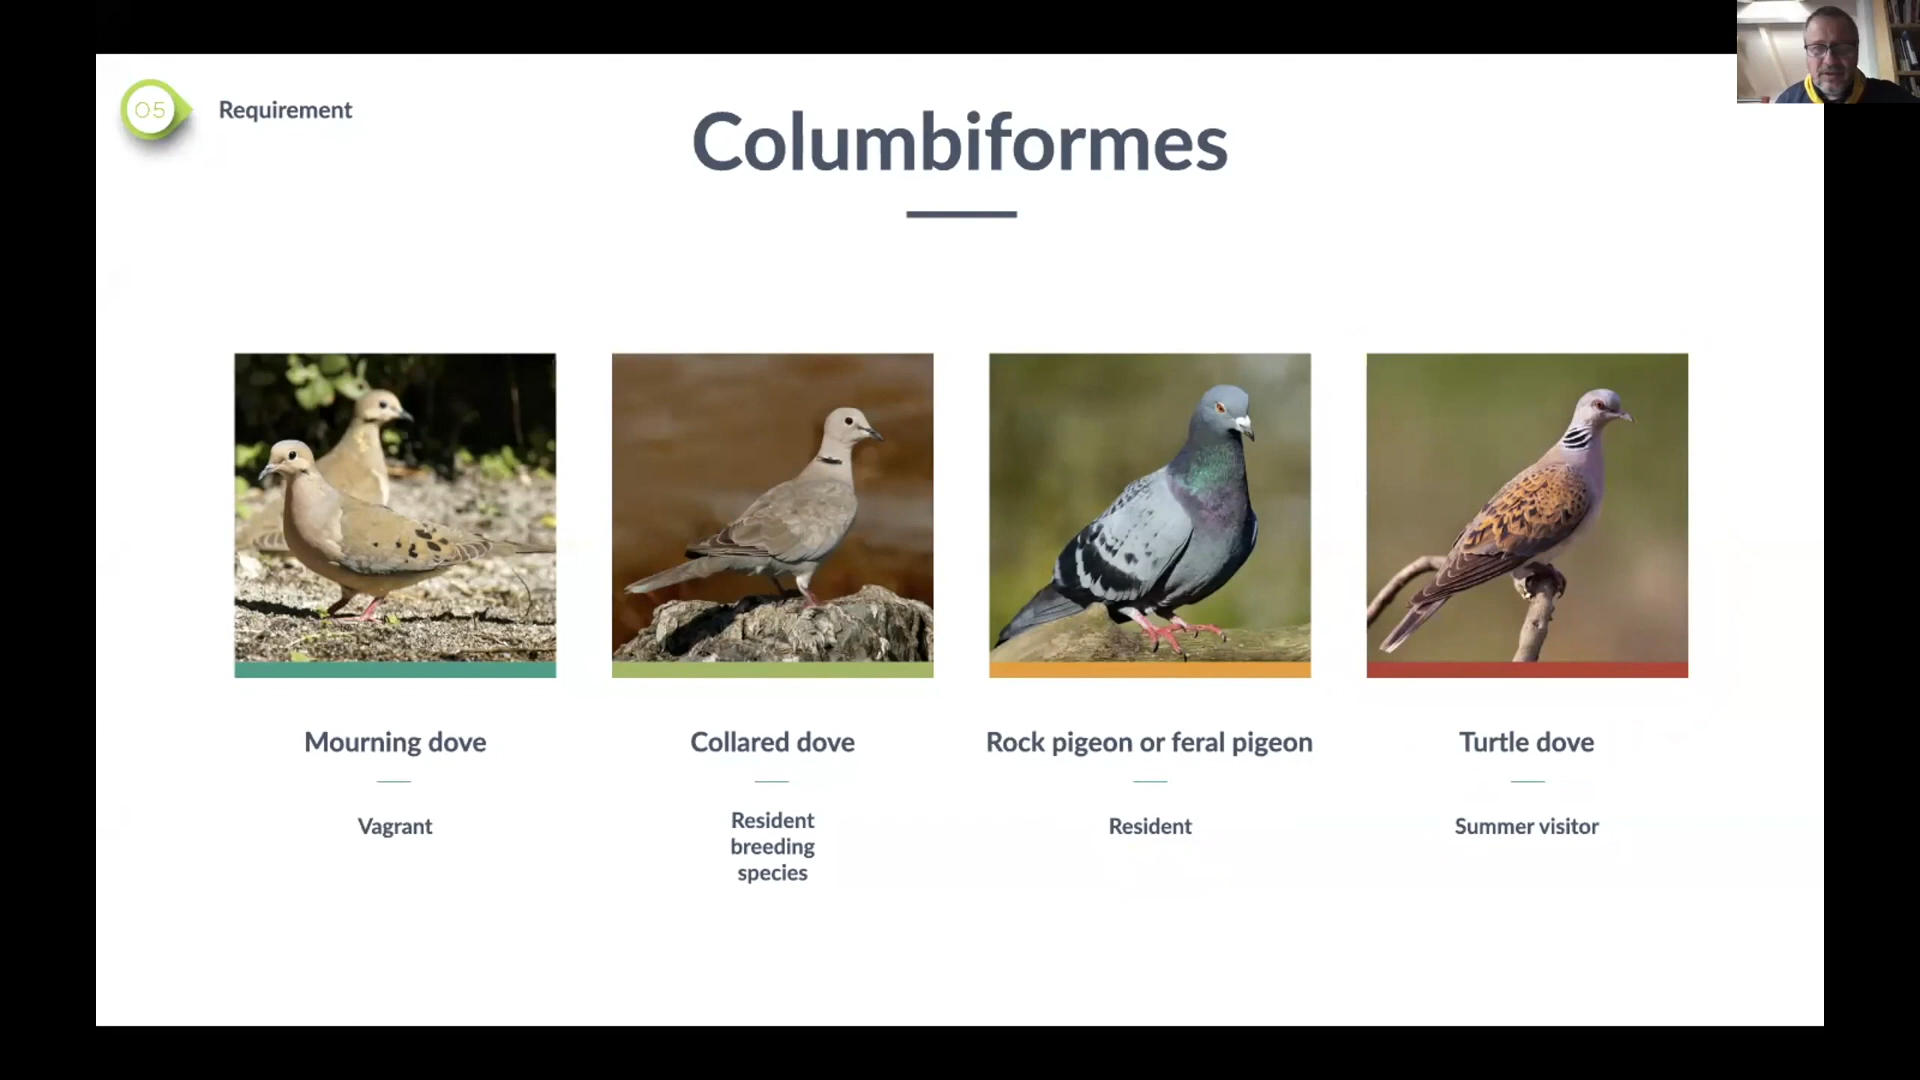 05
Requirement
Columbiformes
Mourning dove
Vagrant
Collared dove
Resident
breeding
species
Rock pigeon or feral pigeon
Resident
Turtle dove
Summer visitor